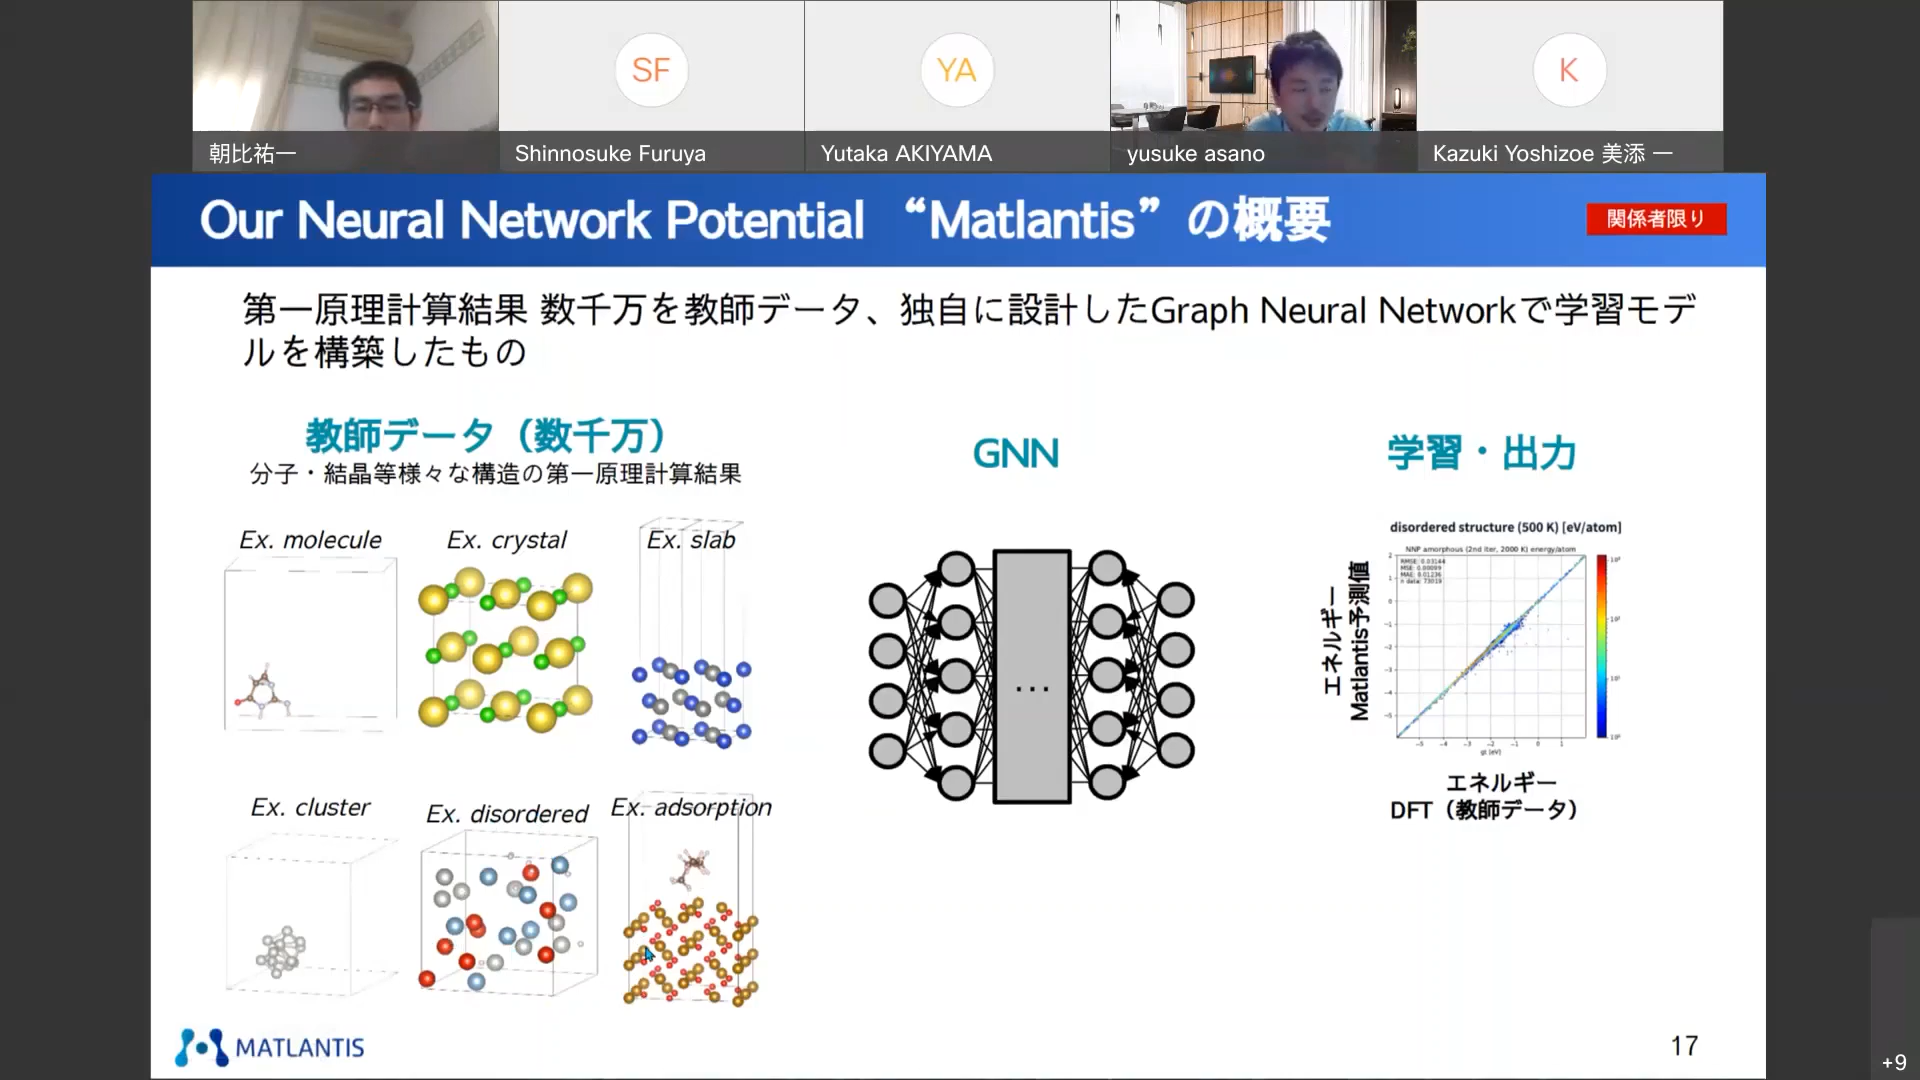 朝比祐一
SF
Shinnosuke Furuya
YA
Yutaka AKIYAMA
yusuke asano
K
Kazuki Yoshizoe 美添 一
Our Neural Network Potential “Matlantis” の概要
関係者限り
第一原理計算結果 数千万を教師データ、独自に設計したGraph Neural Networkで学習モデ
ルを構築したもの
教師データ（数千万）
分子・結晶等様々な構造の第一原理計算結果
Ex. molecule
Ex. crystal
Ex. slab
Ex. cluster
Ex. disordered
Ex. adsorption
GNN
...
学習・出力
disordered structure (500 K) [eV/atom]
NNP amorphous (2nd iter, 2000 K) energy/atom
エネルギー
Matlantis予測値
エネルギー
DFT（教師データ）
MATLANTIS
17
+9